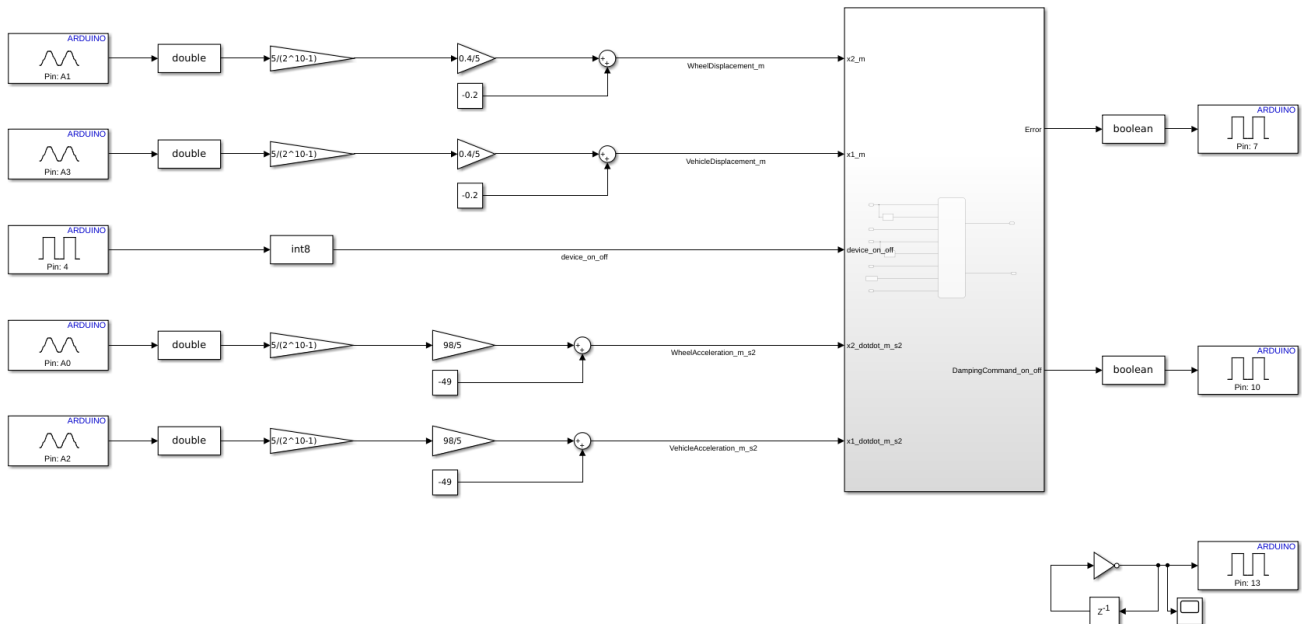 ARDUINO
Pin: A1
double
5/(2^10-1)
0.4/5
-0.2
WheelDisplacement_m
x2_m
ARDUINO
Pin: A3
double
5/(2^10-1)
0.4/5
-0.2
VehicleDisplacement_m
x1_m
Error
boolean
ARDUINO
Pin: 7
ARDUINO
Pin: 4
int8
device_on_off
device_on_off
ARDUINO
Pin: A0
double
5/(2^10-1)
98/5
-49
WheelAcceleration_m_s2
x2_dotdot_m_s2
DampingCommand_on_off
boolean
ARDUINO
Pin: 10
ARDUINO
Pin: A2
double
5/(2^10-1)
98/5
-49
VehicleAcceleration_m_s2
x1_dotdot_m_s2
ARDUINO
Pin: 13
z-1